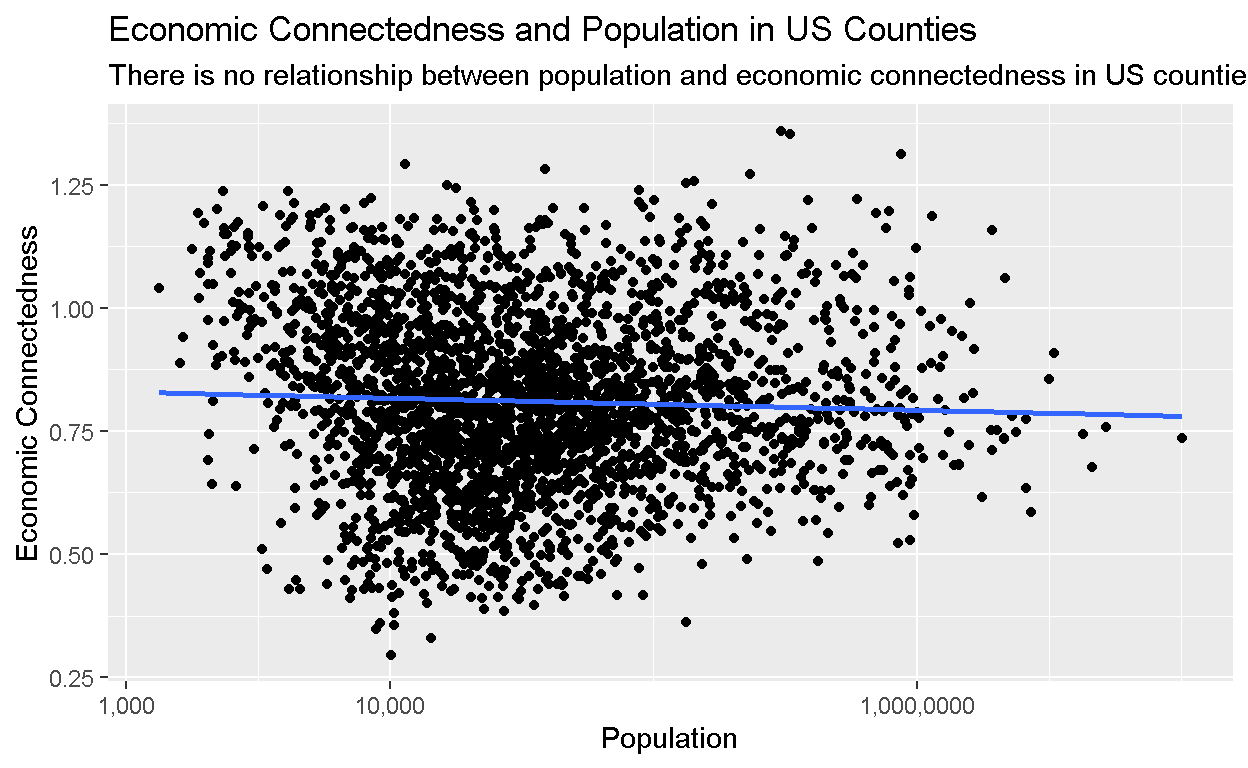 Economic Connectedness and Population in US Counties
There is no relationship between population and economic connectedness in US countie
Economic Connectedness
1.25
1.00
0.75
0.50
0.25
1,000
10,000
1,000,0000
Population